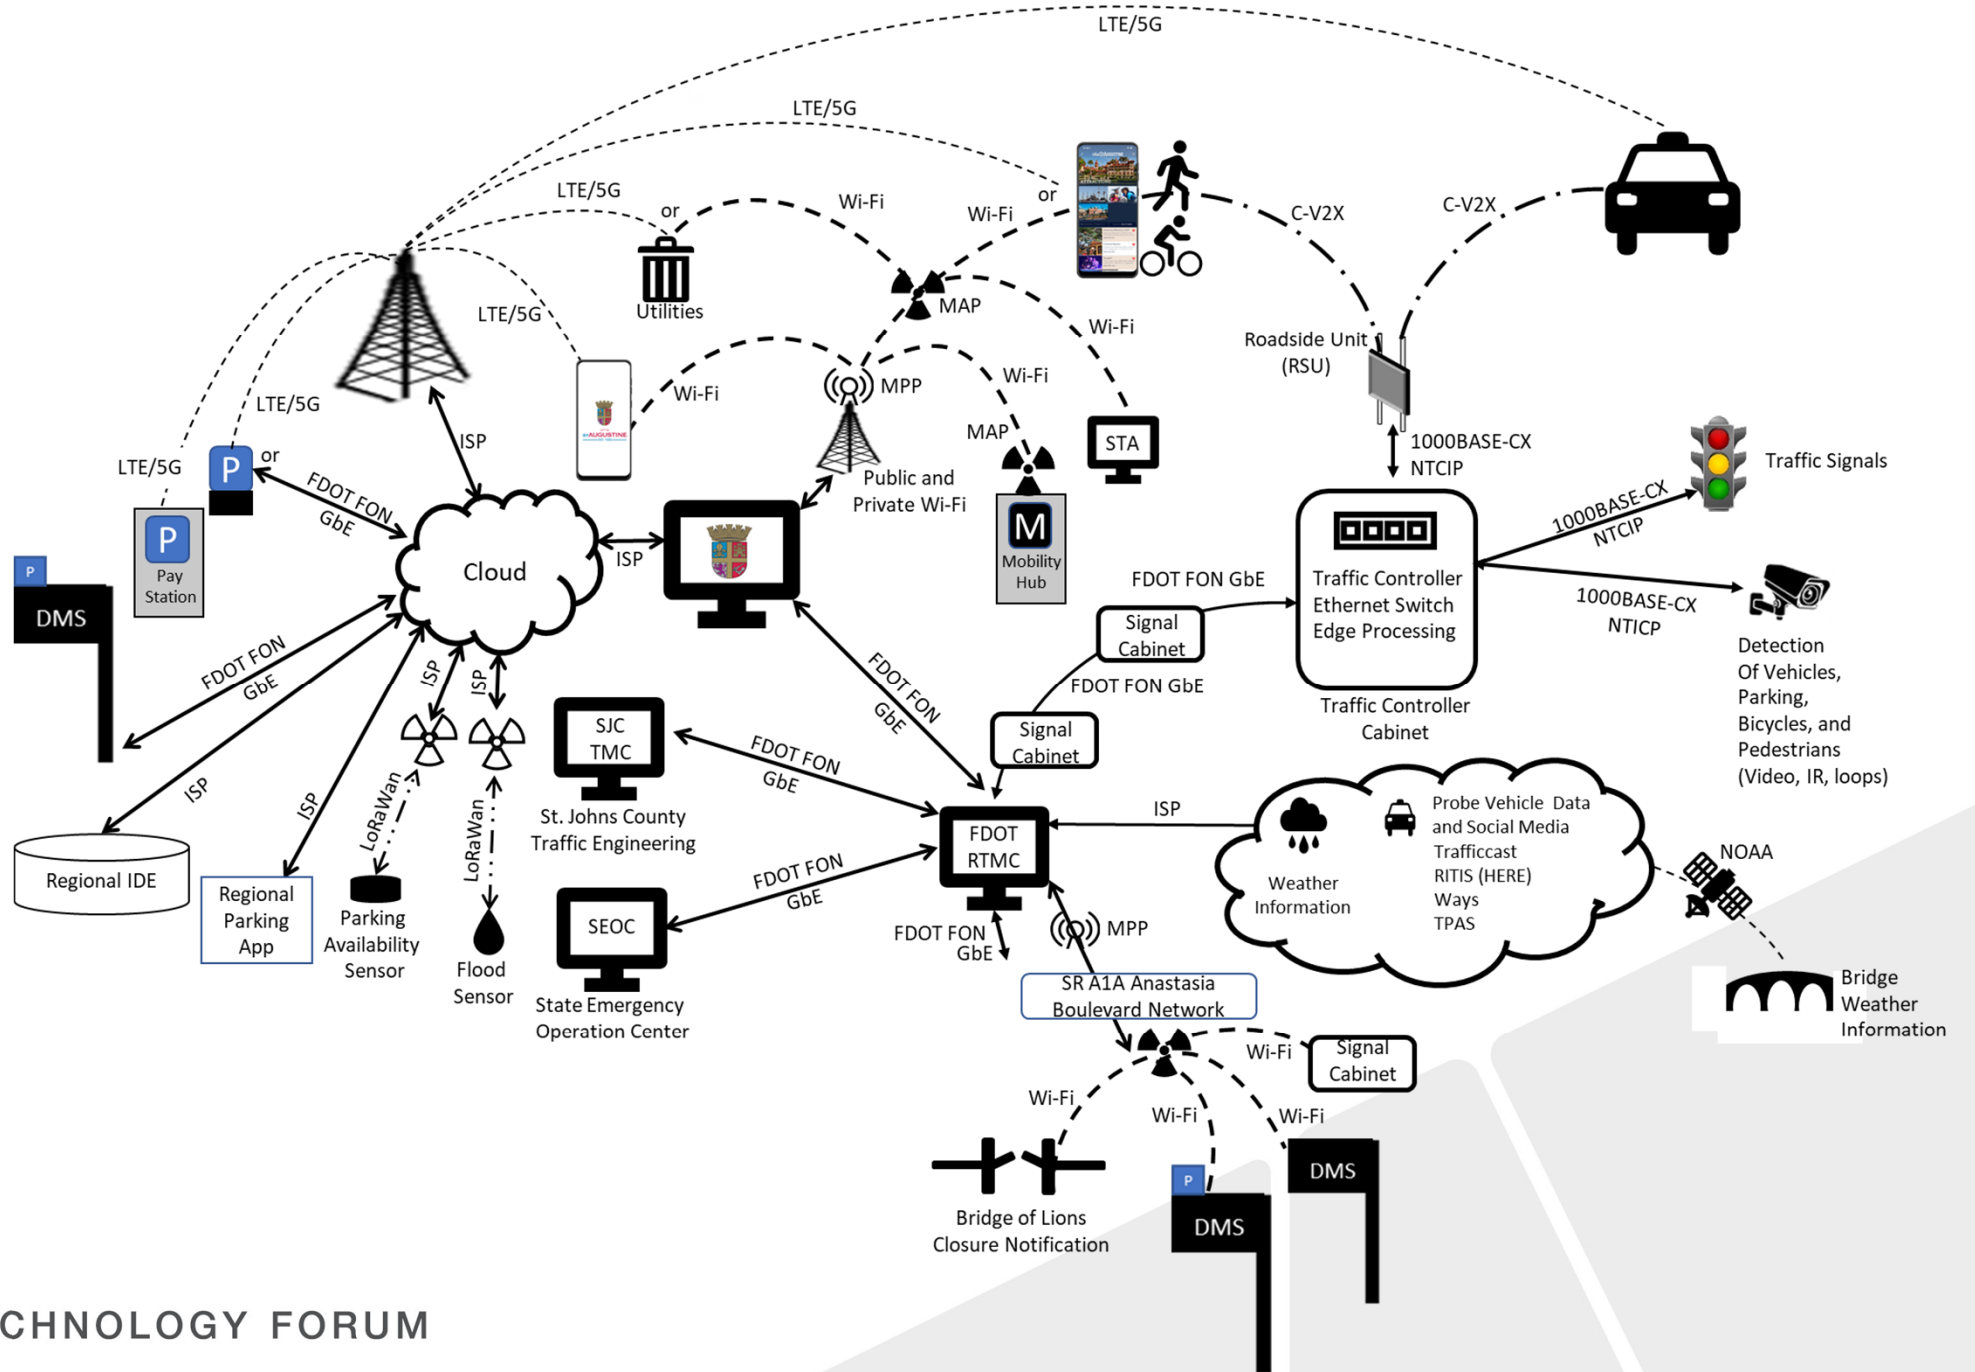 LTE/5G
LTE/5G
LTE/5G
or
Wi-Fi
Wi-Fi
or
C-V2X
C-V2X
Utilities
MAP
LTE/5G
Wi-Fi
Roadside Unit
(RSU)
Wi-Fi
MPP
Wi-Fi
LTE/5G
ISP
AUGUSTINE
MAP
STA
1000BASE-CX
NTCIP
Traffic Signals
LTE/5G
P
or
FDOT FON
GbE
Public and
Private Wi-Fi
1000BASE-CX
NTCIP
P
Pay
Station
M
Mobility
Hub
Cloud
ISP
P
DMS
FDOT FON GbE
Traffic Controller
Ethernet Switch
Edge Processing
1000BASE-CX
NTICP
Signal
Cabinet
FDOT FON GbE
Traffic Controller
Cabinet
Detection
Of Vehicles,
Parking,
Bicycles, and
Pedestrians
(Video, IR, loops)
FDOT FON
GbE
ISP
ISP
FDOT FON
GbE
Signal
Cabinet
SJC
TMC
FDOT FON
GbE
St. Johns County
Traffic Engineering
ISP
ISP
LoRaWan
LoRaWan
FDOT
RTMC
ISP
Weather
Information
Probe Vehicle Data
and Social Media
Trafficcast
RITIS (HERE)
Ways
TPAS
NOAA
Regional IDE
Regional
Parking
App
Parking
Availability
Sensor
Flood
Sensor
SEOC
FDOT FON
GbE
State Emergency
Operation Center
FDOT FON
GbE
MPP
SR A1A Anastasia
Boulevard Network
Bridge
Weather
Information
Wi-Fi
Signal
Cabinet
Wi-Fi
Wi-Fi
Wi-Fi
Bridge of Lions
Closure Notification
P
DMS
DMS
CHNOLOGY FORUM